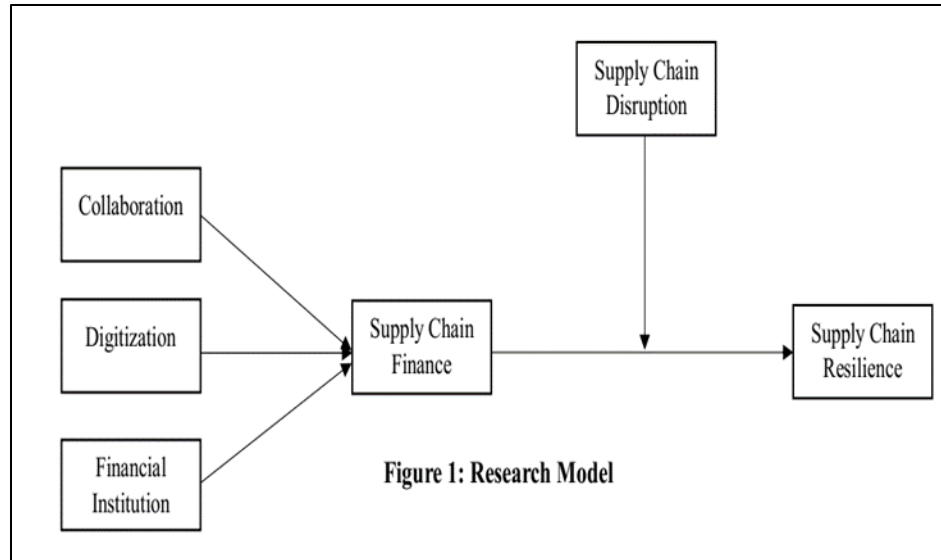 Supply Chain
Disruption
Collaboration
Digitization
Supply Chain
Finance
Supply Chain
Resilience
Financial
Institution
Figure 1: Research Model